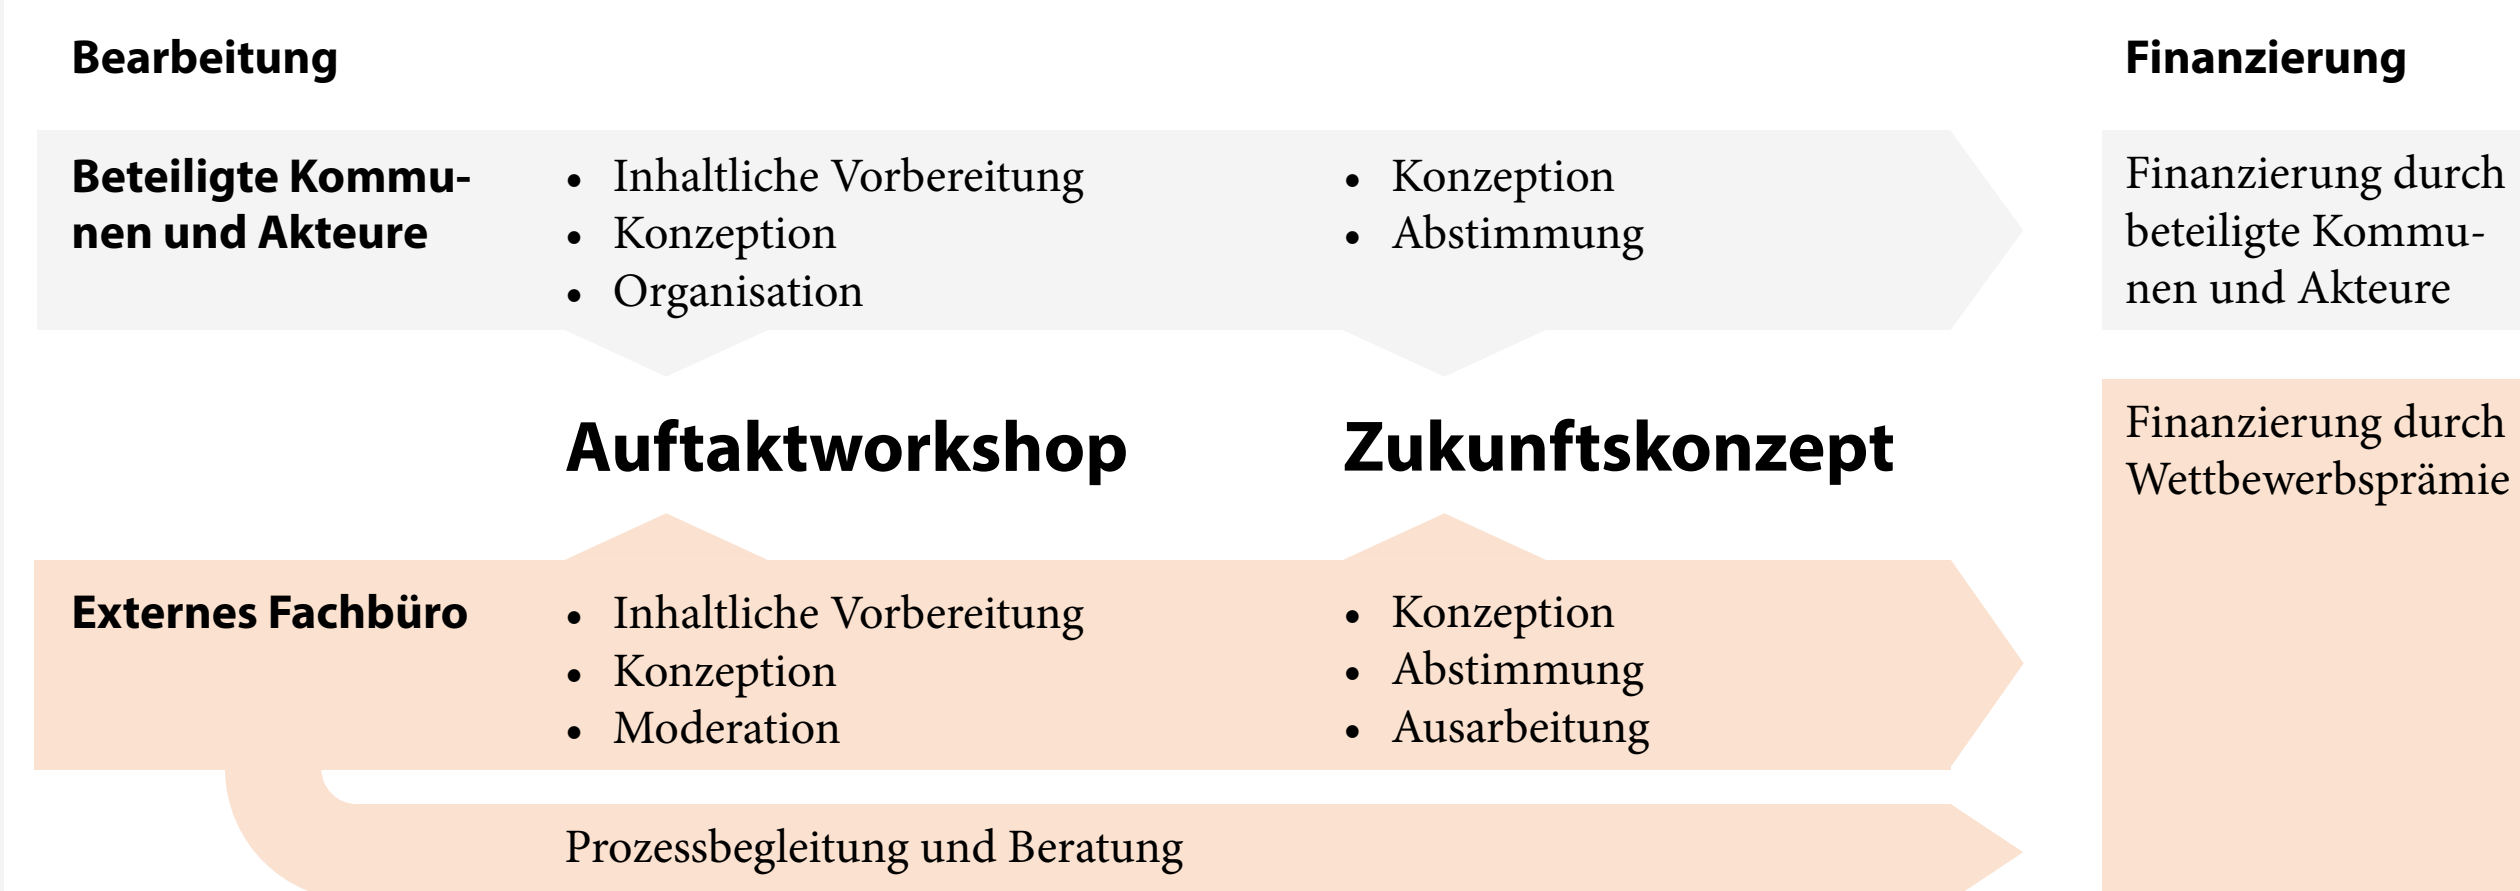 Bearbeitung
Finanzierung
Beteiligte Kommu-
nen und Akteure
• Inhaltliche Vorbereitung
• Konzeption
• Organisation
• Konzeption
• Abstimmung
Finanzierung durch
beteiligte Kommu-
nen und Akteure
Auftaktworkshop
Zukunftskonzept
Finanzierung durch
Wettbewerbsprämie
Externes Fachbüro
• Inhaltliche Vorbereitung
• Konzeption
• Moderation
• Konzeption
• Abstimmung
• Ausarbeitung
Prozessbegleitung und Beratung